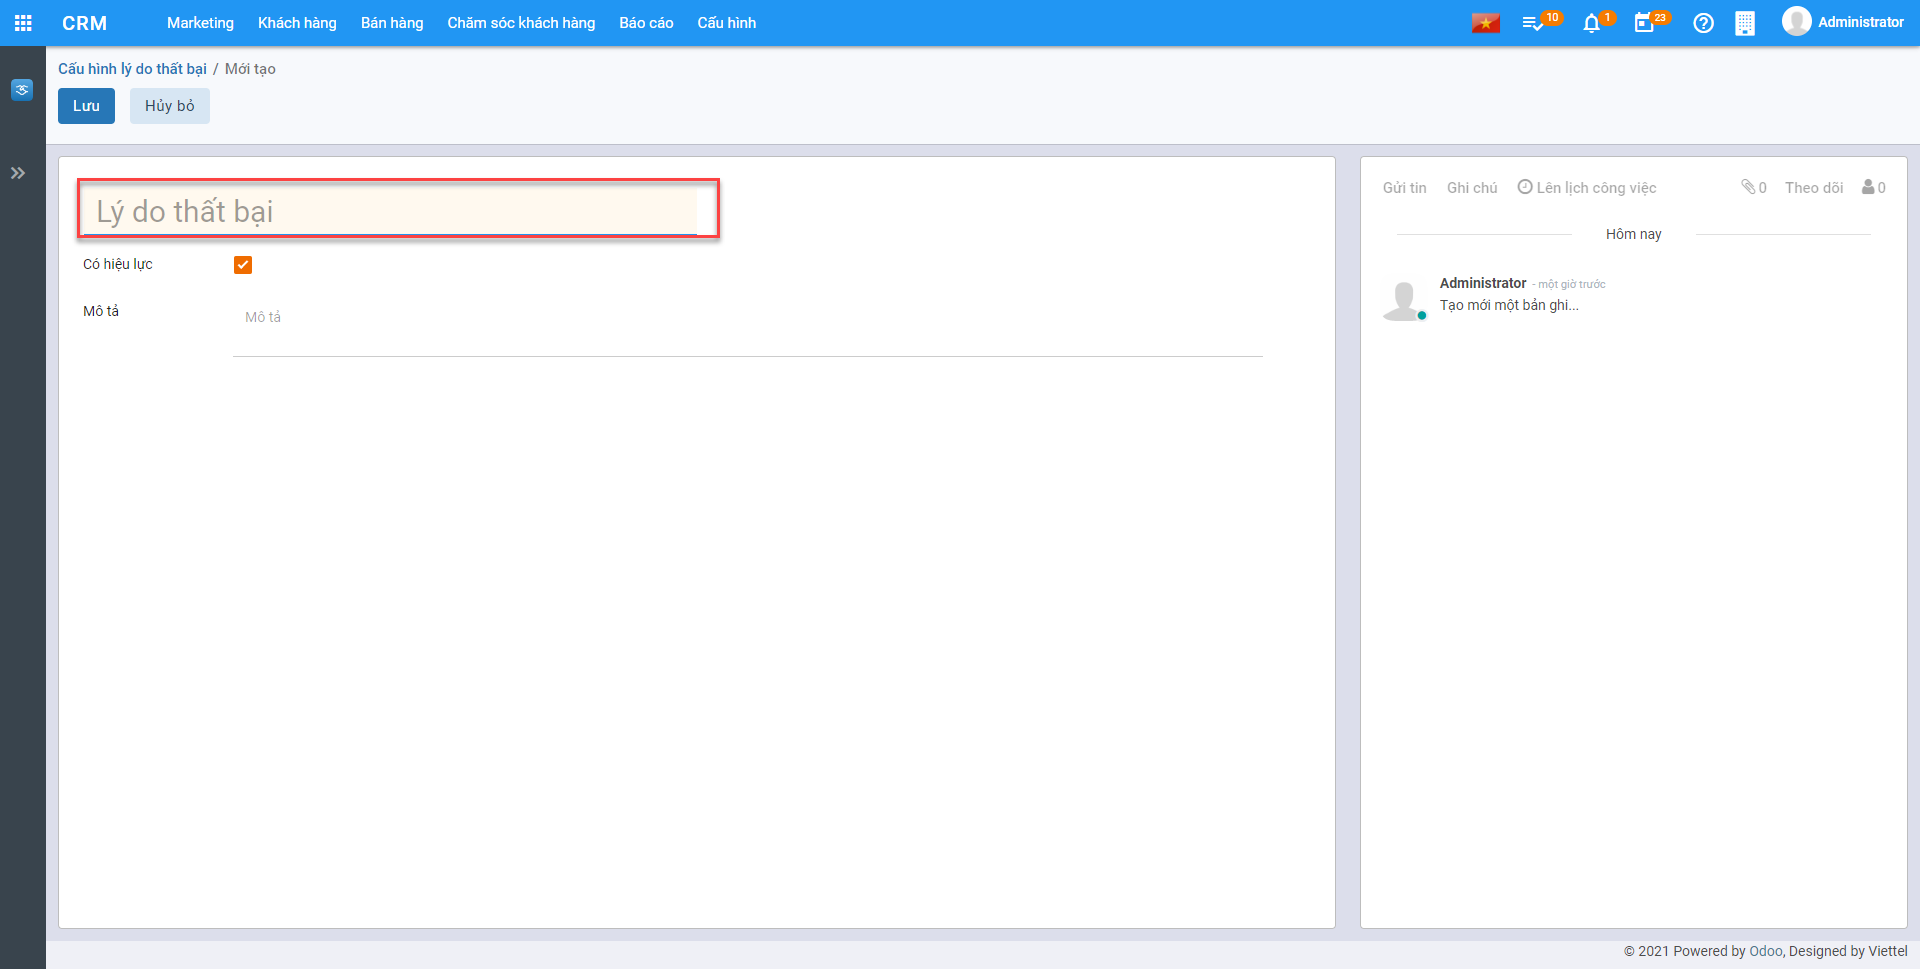 CRM Marketing Khách hàng Bán hàng Chăm sóc khách hàng Báo cáo Cấu hình 10 1 23 Administrator
Cấu hình lý do thất bại / Mới tạo
Lưu Hủy bỏ
Lý do thất bại
Có hiệu lực
Mô tả
Mô tả
Gửi tin Ghi chú Lên lịch công việc 0 Theo dõi 0
Hôm nay
Administrator - một giờ trước
Tạo mới một bản ghi...
© 2021 Powered by Odoo, Designed by Viettel